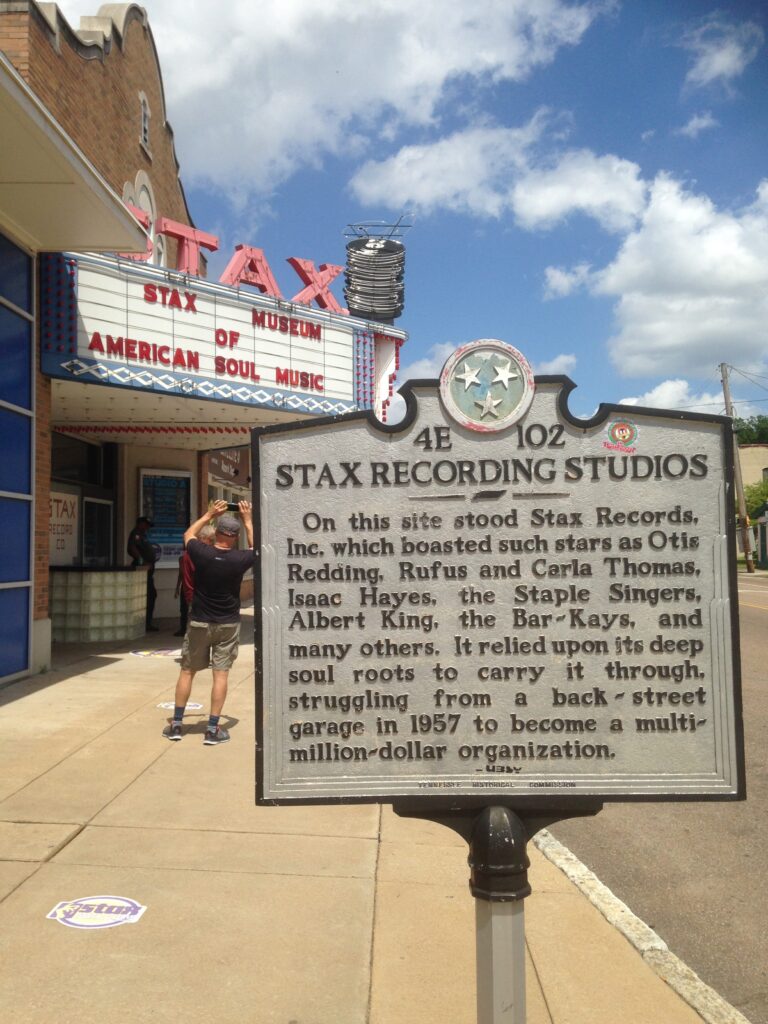 STAX
STAX MUSEUM
OF
AMERICAN SOUL MUSIC
STUDIO A
STAX
RECORD
CO
4E 102
STAX RECORDING STUDIOS
On this site stood Stax Records,
Inc. which boasted such stars as Otis
Redding, Rufus and Carla Thomas,
Isaac Hayes, the Staple Singers,
Albert King, the Bar-Kays, and
many others. It relied upon its deep
soul roots to carry it through,
struggling from a back-street
garage in 1957 to become a multi-
million-dollar organization.
TENNESSEE HISTORICAL COMMISSION
stax